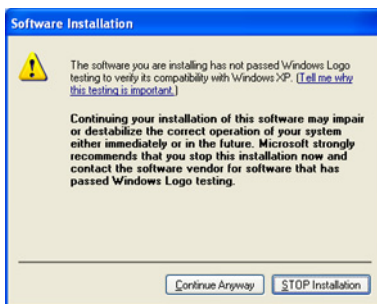 Software Installation
The software you are installing has not passed Windows Logo
testing to verify its compatibility with Windows XP. (Tell me why
this testing is important.)
Continuing your installation of this software may impair
or destabilize the correct operation of your system
either immediately or in the future. Microsoft strongly
recommends that you stop this installation now and
contact the software vendor for software that has
passed Windows Logo testing.
Continue Anyway
STOP Installation